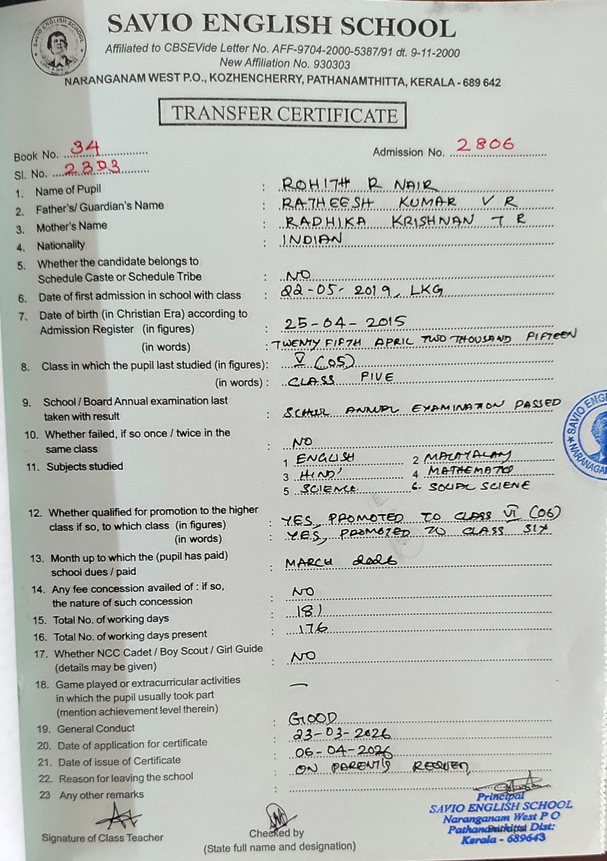 SAVIO ENGLISH SCHOOL
Affiliated to CBSEVide Letter No. AFF-9704-2000-5387/91 dt. 9-11-2000
New Affiliation No. 930303
NARANGANAM WEST P.O., KOZHENCHERRY, PATHANAMTHITTA, KERALA - 689 642
TRANSFER CERTIFICATE
Book No. 34
Admission No. 2806
Sl. No. 2303
1. Name of Pupil : ROHITH R NAIR
2. Father's/ Guardian's Name : RATHEESH KUMAR V R
3. Mother's Name : RADHIKA KRISHNAN T R
4. Nationality : INDIAN
5. Whether the candidate belongs to
Schedule Caste or Schedule Tribe : NO
6. Date of first admission in school with class : 22-05-2019, LKG
7. Date of birth (in Christian Era) according to
Admission Register (in figures) : 25-04-2015
(in words) : TWENTY FIFTH APRIL TWO THOUSAND FIFTEEN
8. Class in which the pupil last studied (in figures): V (05)
(in words) : CLASS FIVE
9. School / Board Annual examination last
taken with result : SCHOOL ANNUAL EXAMINATION PASSED
10. Whether failed, if so once / twice in the
same class : NO
11. Subjects studied : 1 ENGLISH 2 MALAYALAM
3 HINDI 4 MATHEMATICS
5 SCIENCE 6. SOCIAL SCIENE
12. Whether qualified for promotion to the higher
class if so, to which class (in figures) : YES, PROMOTED TO CLASS VI (06)
(in words) : YES, PROMOTED TO CLASS SIX
13. Month up to which the (pupil has paid)
school dues / paid : MARCH 2026
14. Any fee concession availed of : if so,
the nature of such concession : NO
15. Total No. of working days : 181
16. Total No. of working days present : 176
17. Whether NCC Cadet / Boy Scout / Girl Guide
(details may be given) : NO
18. Game played or extracurricular activities
in which the pupil usually took part : —
(mention achievement level therein)
19. General Conduct : GOOD
20. Date of application for certificate : 23-03-2026
21. Date of issue of Certificate : 06-04-2026
22. Reason for leaving the school : ON PARENT'S REQUEST
23 Any other remarks :
Signature of Class Teacher
Checked by
(State full name and designation)
Principal
SAVIO ENGLISH SCHOOL
Naranganam West P O
Pathanamthitta Dist:
Kerala - 689643